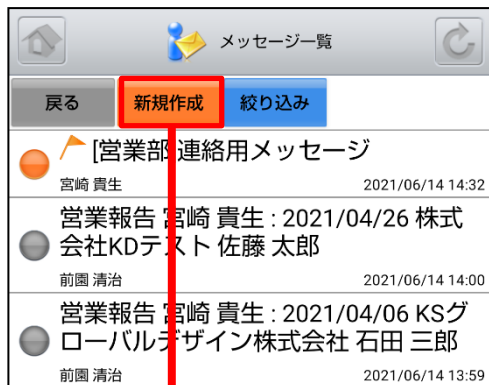 メッセージ一覧
戻る 新規作成 絞り込み
[営業部]連絡用メッセージ
宮崎 貴生 2021/06/14 14:32
営業報告 宮崎 貴生 : 2021/04/26 株式
会社KDテスト 佐藤 太郎
前園 清治 2021/06/14 14:00
営業報告 宮崎 貴生 : 2021/04/06 KSグ
ローバルデザイン株式会社 石田 三郎
前園 清治 2021/06/14 13:59